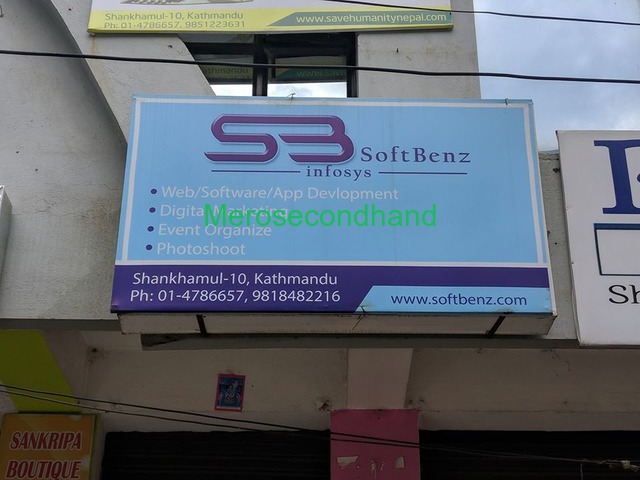 Shankhamul-10, Kathmandu
Ph: 01-4786657, 9851223631
www.savehumanitynepal.com
SB SoftBenz
infosys
• Web/Software/App Devlopment
• Digital Marketing
Merosecondhand
• Event Organize
• Photoshoot
Shankhamul-10, Kathmandu
Ph: 01-4786657, 9818482216
www.softbenz.com
Sh
SANKRIPA
BOUTIQUE